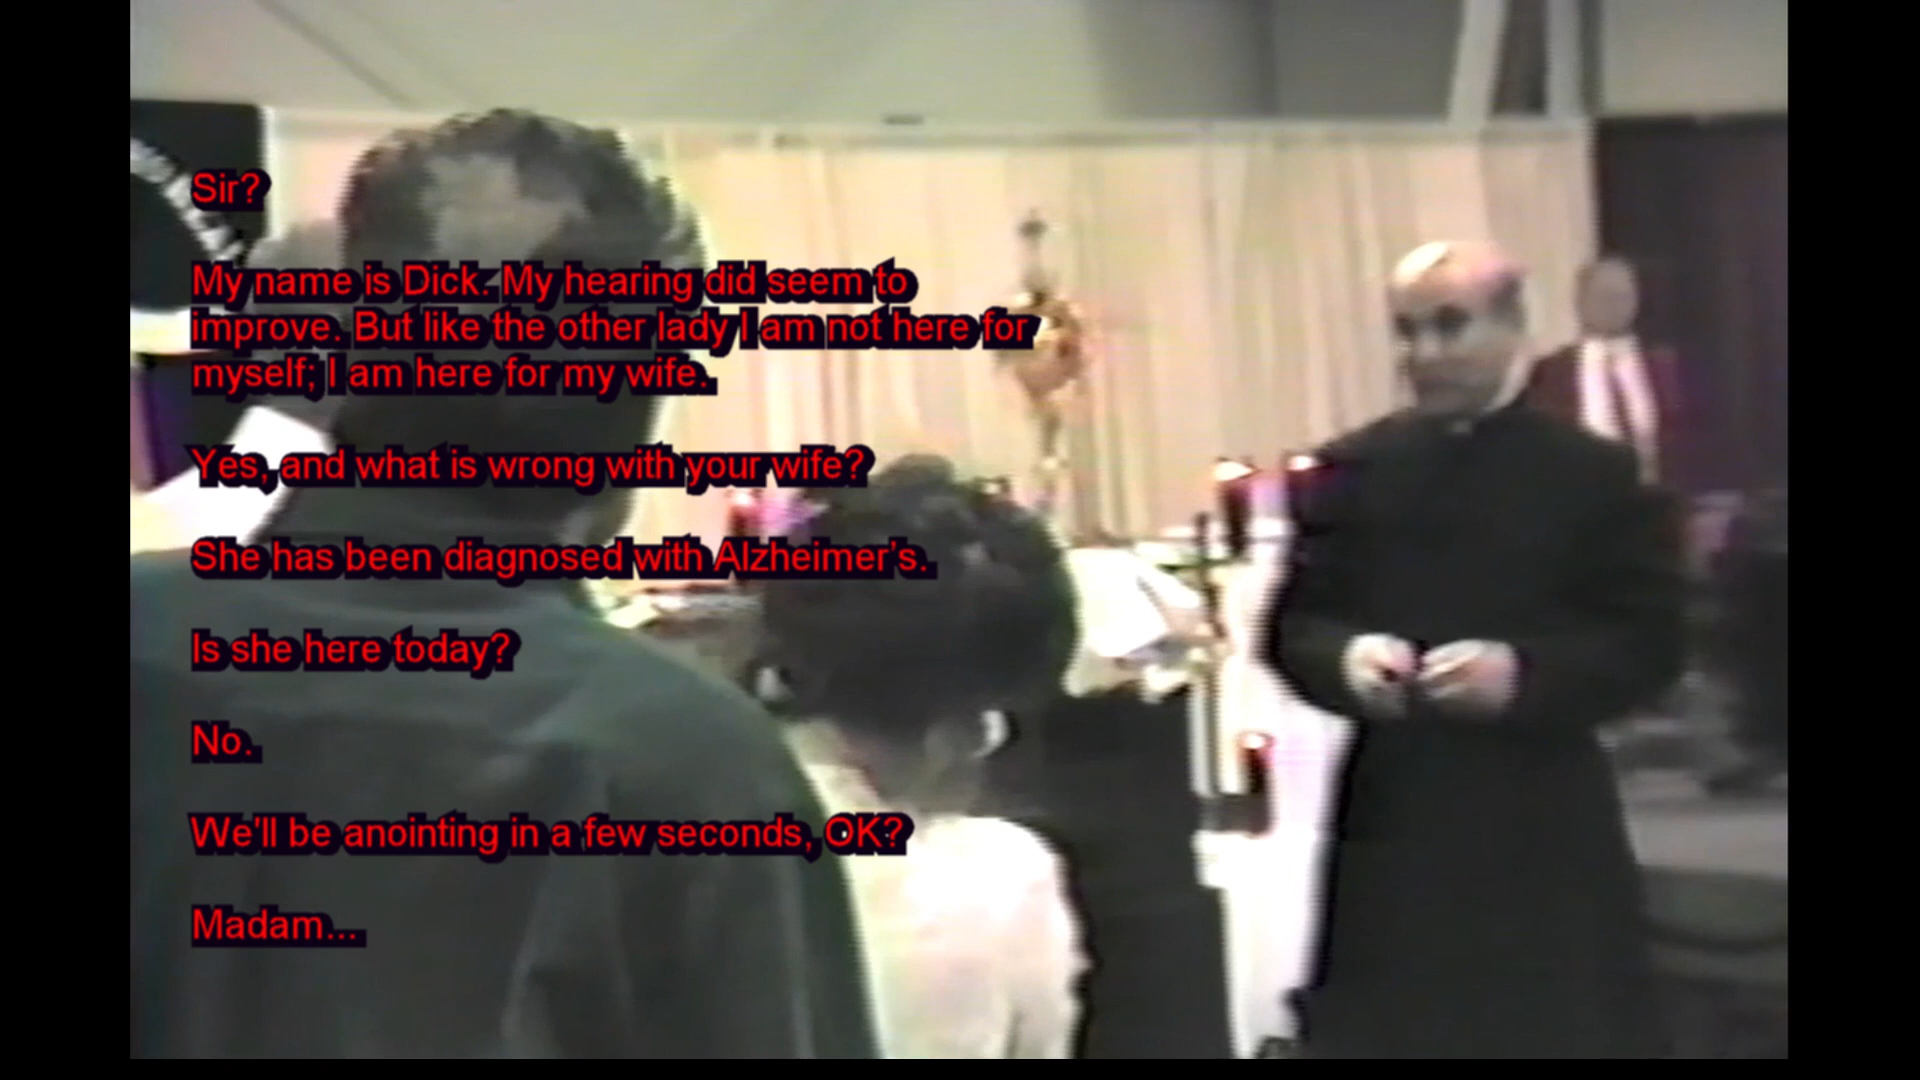 Sir?
My name is Dick. My hearing did seem to
improve. But like the other lady I am not here for
myself; I am here for my wife.
Yes, and what is wrong with your wife?
She has been diagnosed with Alzheimer's.
Is she here today?
No.
We'll be anointing in a few seconds, OK?
Madam...